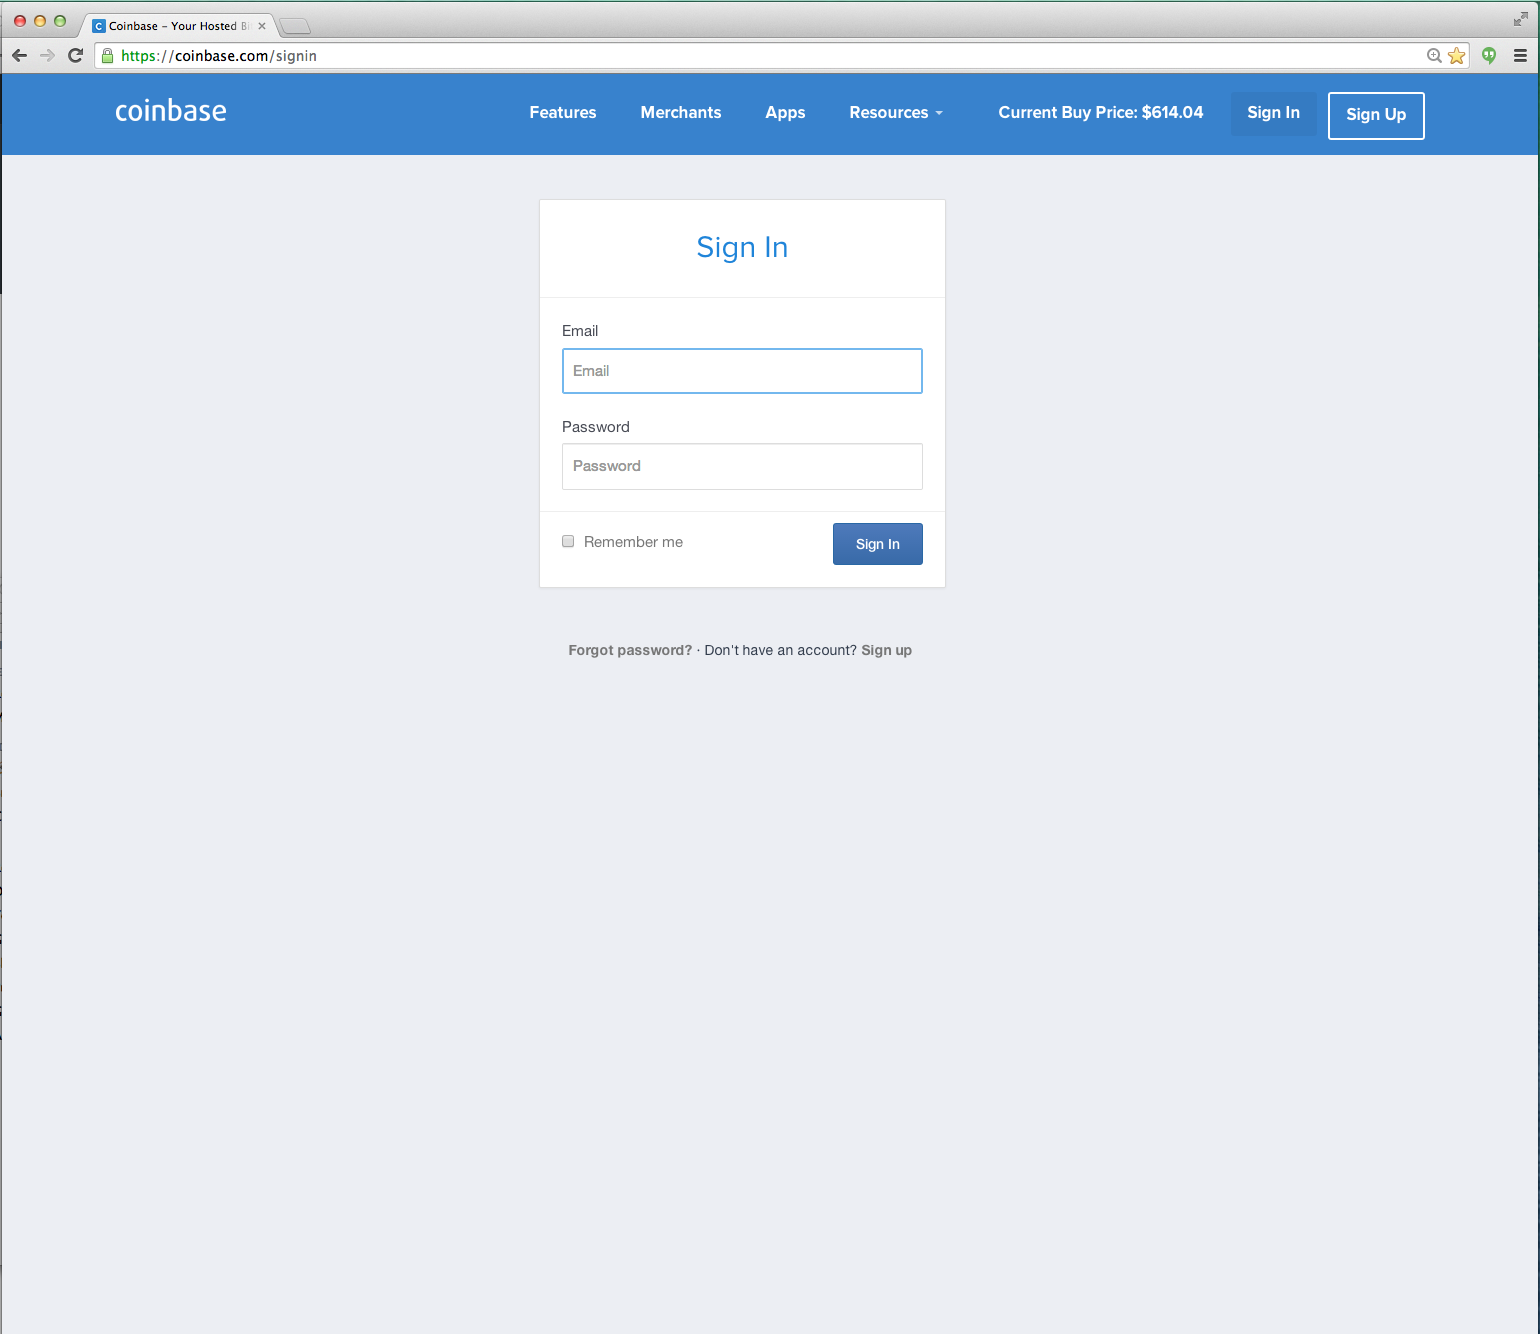 Coinbase – Your Hosted Bi
https://coinbase.com/signin
coinbase Features Merchants Apps Resources Current Buy Price: $614.04 Sign In Sign Up
Sign In
Email
Email
Password
Password
Remember me Sign In
Forgot password? · Don't have an account? Sign up